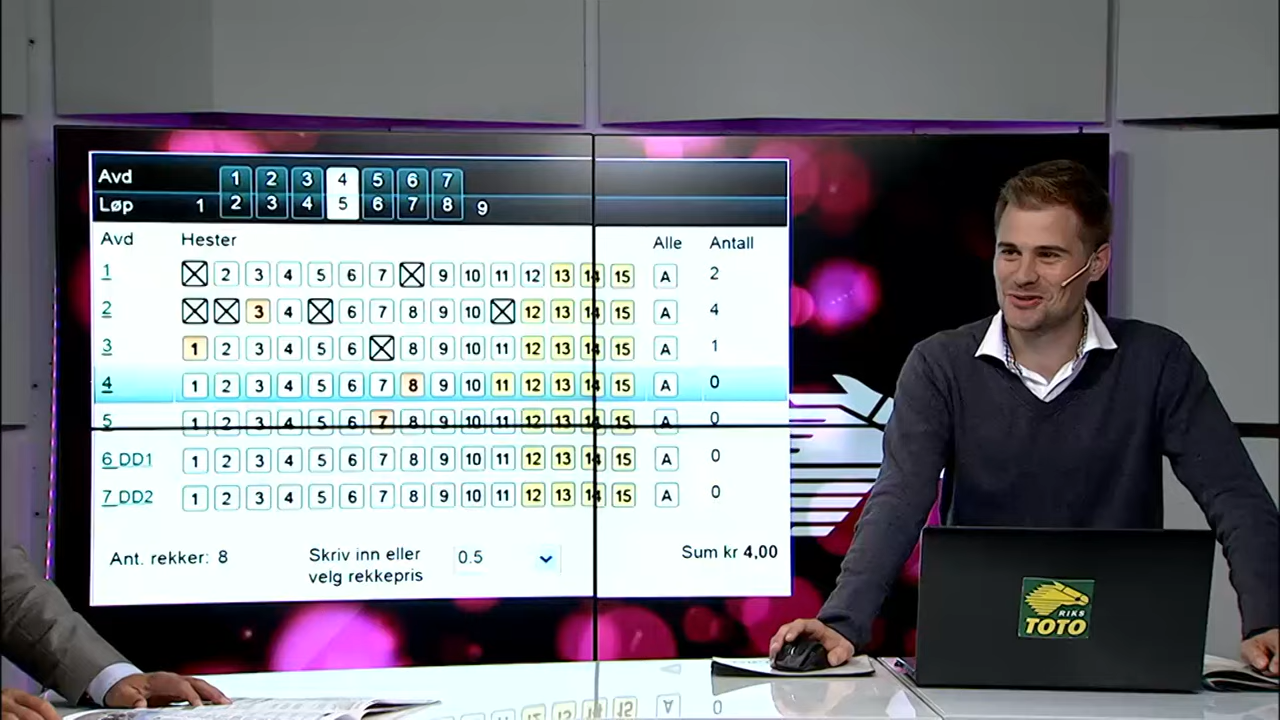 Avd 1 2 3 4 5 6 7
Løp 1 2 3 4 5 6 7 8 9
Avd Hester Alle Antall
1 2 3 4 5 6 7 9 10 11 12 13 14 15 A 2
2 3 4 6 7 8 9 10 12 13 14 15 A 4
3 1 2 3 4 5 6 8 9 10 11 12 13 14 15 A 1
4 1 2 3 4 5 6 7 8 9 10 11 12 13 14 15 A 0
5 1 2 3 4 5 6 7 8 9 10 11 12 13 14 15 A 0
6 DD1 1 2 3 4 5 6 7 8 9 10 11 12 13 14 15 A 0
7 DD2 1 2 3 4 5 6 7 8 9 10 11 12 13 14 15 A 0
Ant. rekker: 8 Skriv inn eller 0.5 Sum kr 4,00
velg rekkepris
RIKS
TOTO